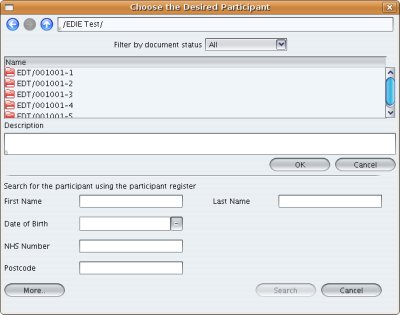 Choose the Desired Participant
/EDIE Test/
Filter by document status All
Name
EDT/001001-1
EDT/001001-2
EDT/001001-3
EDT/001001-4
EDT/001001-5
Description
OK Cancel
Search for the participant using the participant register
First Name Last Name
Date of Birth
NHS Number
Postcode
More.. Search Cancel